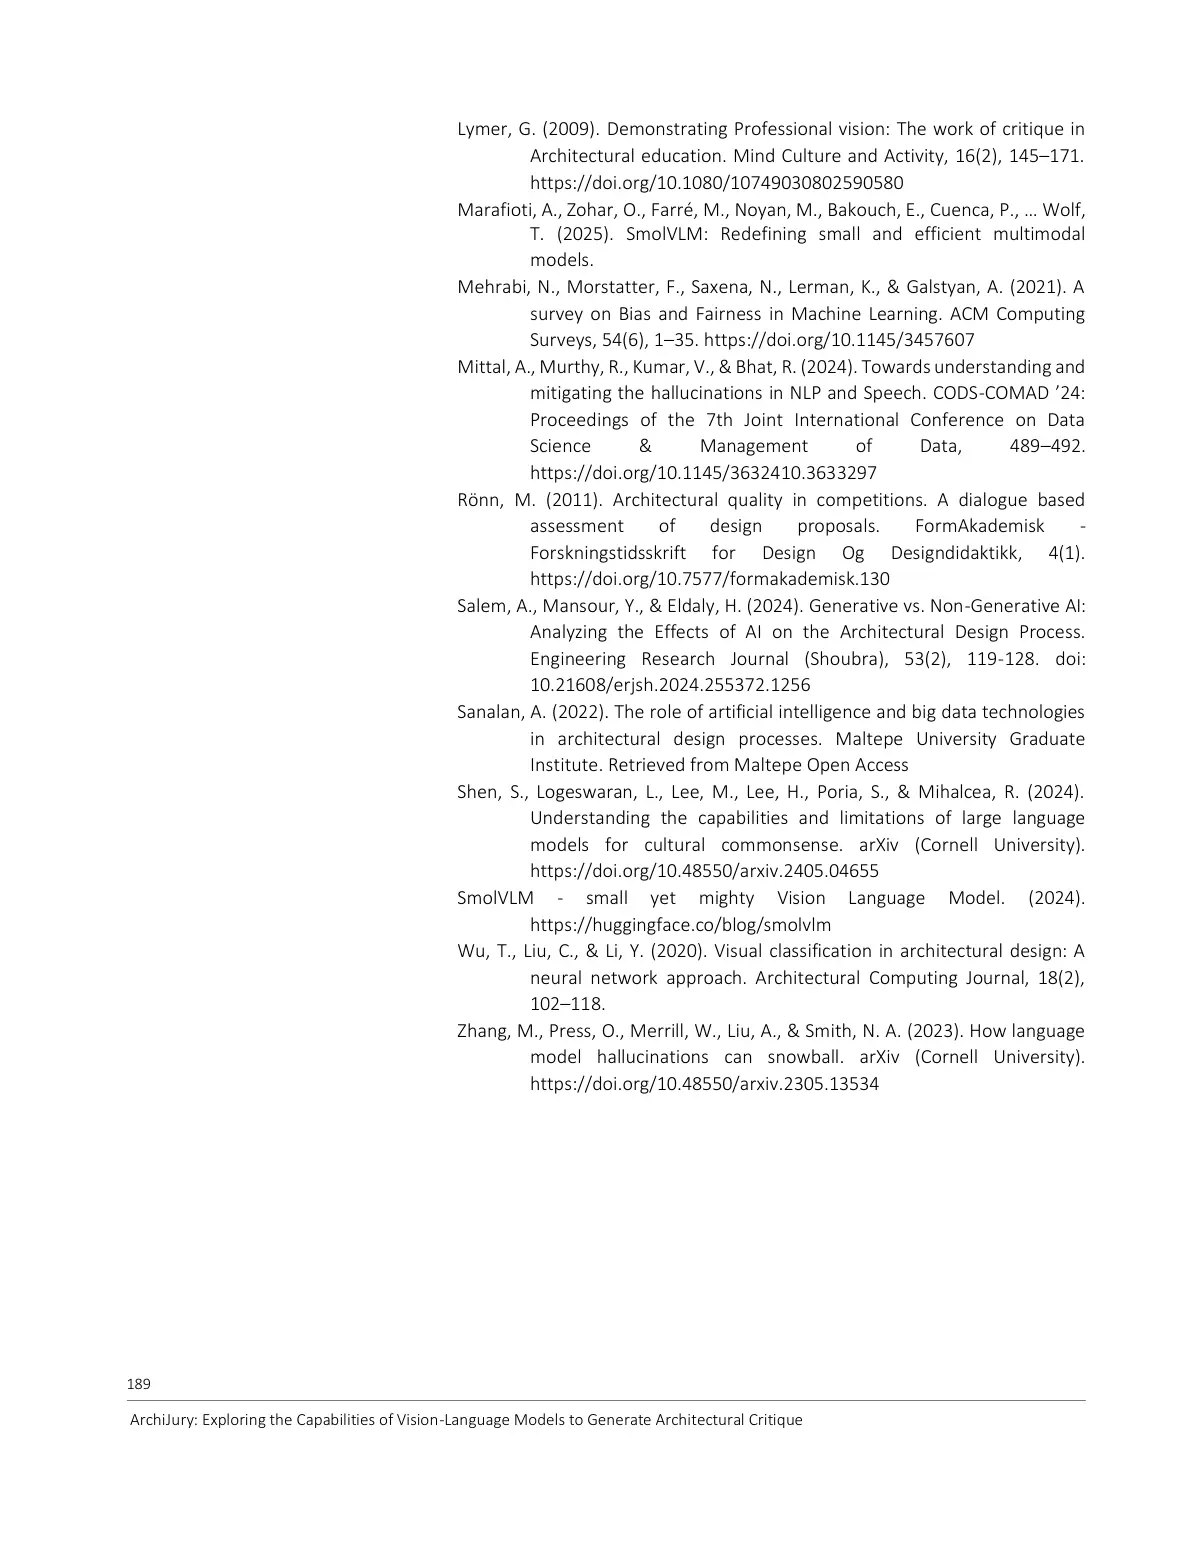 Lymer, G. (2009). Demonstrating Professional vision: The work of critique in
Architectural education. Mind Culture and Activity, 16(2), 145–171.
https://doi.org/10.1080/10749030802590580
Marafioti, A., Zohar, O., Farré, M., Noyan, M., Bakouch, E., Cuenca, P., … Wolf,
T. (2025). SmolVLM: Redefining small and efficient multimodal
models.
Mehrabi, N., Morstatter, F., Saxena, N., Lerman, K., & Galstyan, A. (2021). A
survey on Bias and Fairness in Machine Learning. ACM Computing
Surveys, 54(6), 1–35. https://doi.org/10.1145/3457607
Mittal, A., Murthy, R., Kumar, V., & Bhat, R. (2024). Towards understanding and
mitigating the hallucinations in NLP and Speech. CODS-COMAD ’24:
Proceedings of the 7th Joint International Conference on Data
Science & Management of Data, 489–492.
https://doi.org/10.1145/3632410.3633297
Rönn, M. (2011). Architectural quality in competitions. A dialogue based
assessment of design proposals. FormAkademisk -
Forskningstidsskrift for Design Og Designdidaktikk, 4(1).
https://doi.org/10.7577/formakademisk.130
Salem, A., Mansour, Y., & Eldaly, H. (2024). Generative vs. Non-Generative AI:
Analyzing the Effects of AI on the Architectural Design Process.
Engineering Research Journal (Shoubra), 53(2), 119-128. doi:
10.21608/erjsh.2024.255372.1256
Sanalan, A. (2022). The role of artificial intelligence and big data technologies
in architectural design processes. Maltepe University Graduate
Institute. Retrieved from Maltepe Open Access
Shen, S., Logeswaran, L., Lee, M., Lee, H., Poria, S., & Mihalcea, R. (2024).
Understanding the capabilities and limitations of large language
models for cultural commonsense. arXiv (Cornell University).
https://doi.org/10.48550/arxiv.2405.04655
SmolVLM - small yet mighty Vision Language Model. (2024).
https://huggingface.co/blog/smolvlm
Wu, T., Liu, C., & Li, Y. (2020). Visual classification in architectural design: A
neural network approach. Architectural Computing Journal, 18(2),
102–118.
Zhang, M., Press, O., Merrill, W., Liu, A., & Smith, N. A. (2023). How language
model hallucinations can snowball. arXiv (Cornell University).
https://doi.org/10.48550/arxiv.2305.13534
189
ArchiJury: Exploring the Capabilities of Vision-Language Models to Generate Architectural Critique